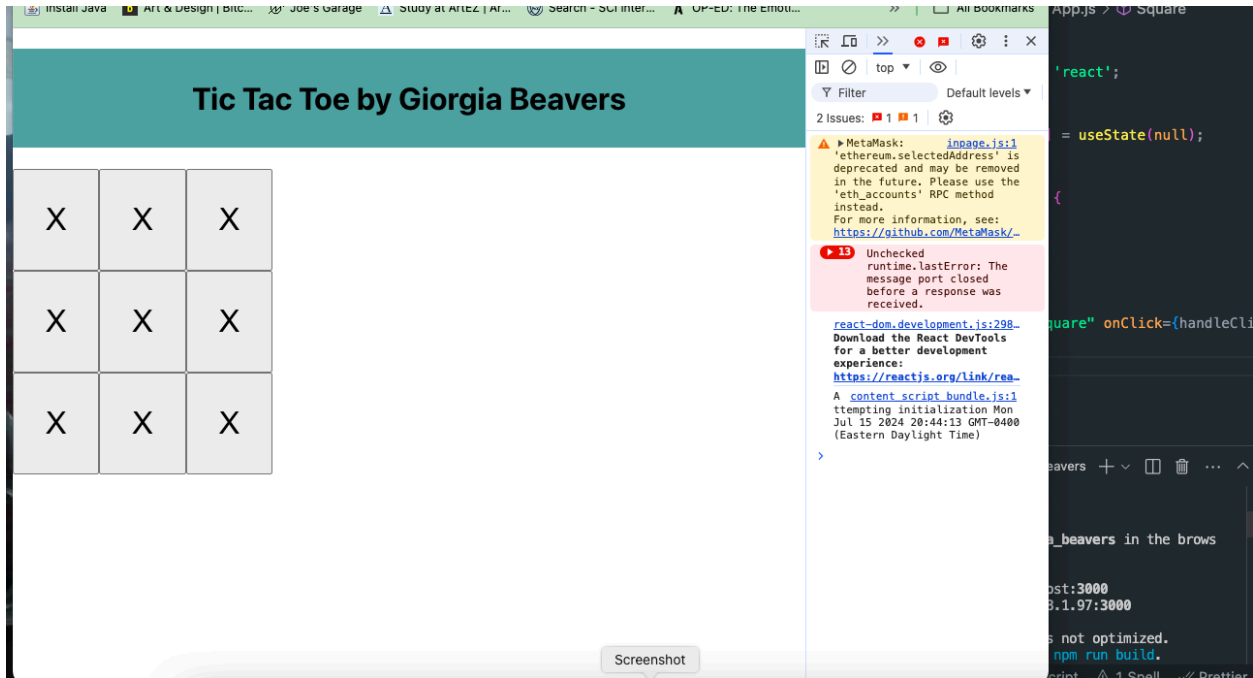 Install Java Art & Design | Bitc... Joe's Garage Study at ArtEZ | Ar... Search - SCI Inter... OP-ED: The Emoti... >> All Bookmarks
App.js > Square
Tic Tac Toe by Giorgia Beavers
X X X
X X X
X X X
>>
top ▼
Filter Default levels ▼
2 Issues: 1 1
MetaMask: inpage.js:1
'ethereum.selectedAddress' is
deprecated and may be removed
in the future. Please use the
'eth_accounts' RPC method
instead.
For more information, see:
https://github.com/MetaMask/…
13 Unchecked
runtime.lastError: The
message port closed
before a response was
received.
react-dom.development.js:298…
Download the React DevTools
for a better development
experience:
https://reactjs.org/link/rea…
A content script bundle.js:1
ttempting initialization Mon
Jul 15 2024 20:44:13 GMT-0400
(Eastern Daylight Time)
>
'react';
= useState(null);
{
quare" onClick={handleCli
eavers
a_beavers in the brows
ost:3000
8.1.97:3000
s not optimized.
npm run build.
cript 1 Spell Prettier
Screenshot